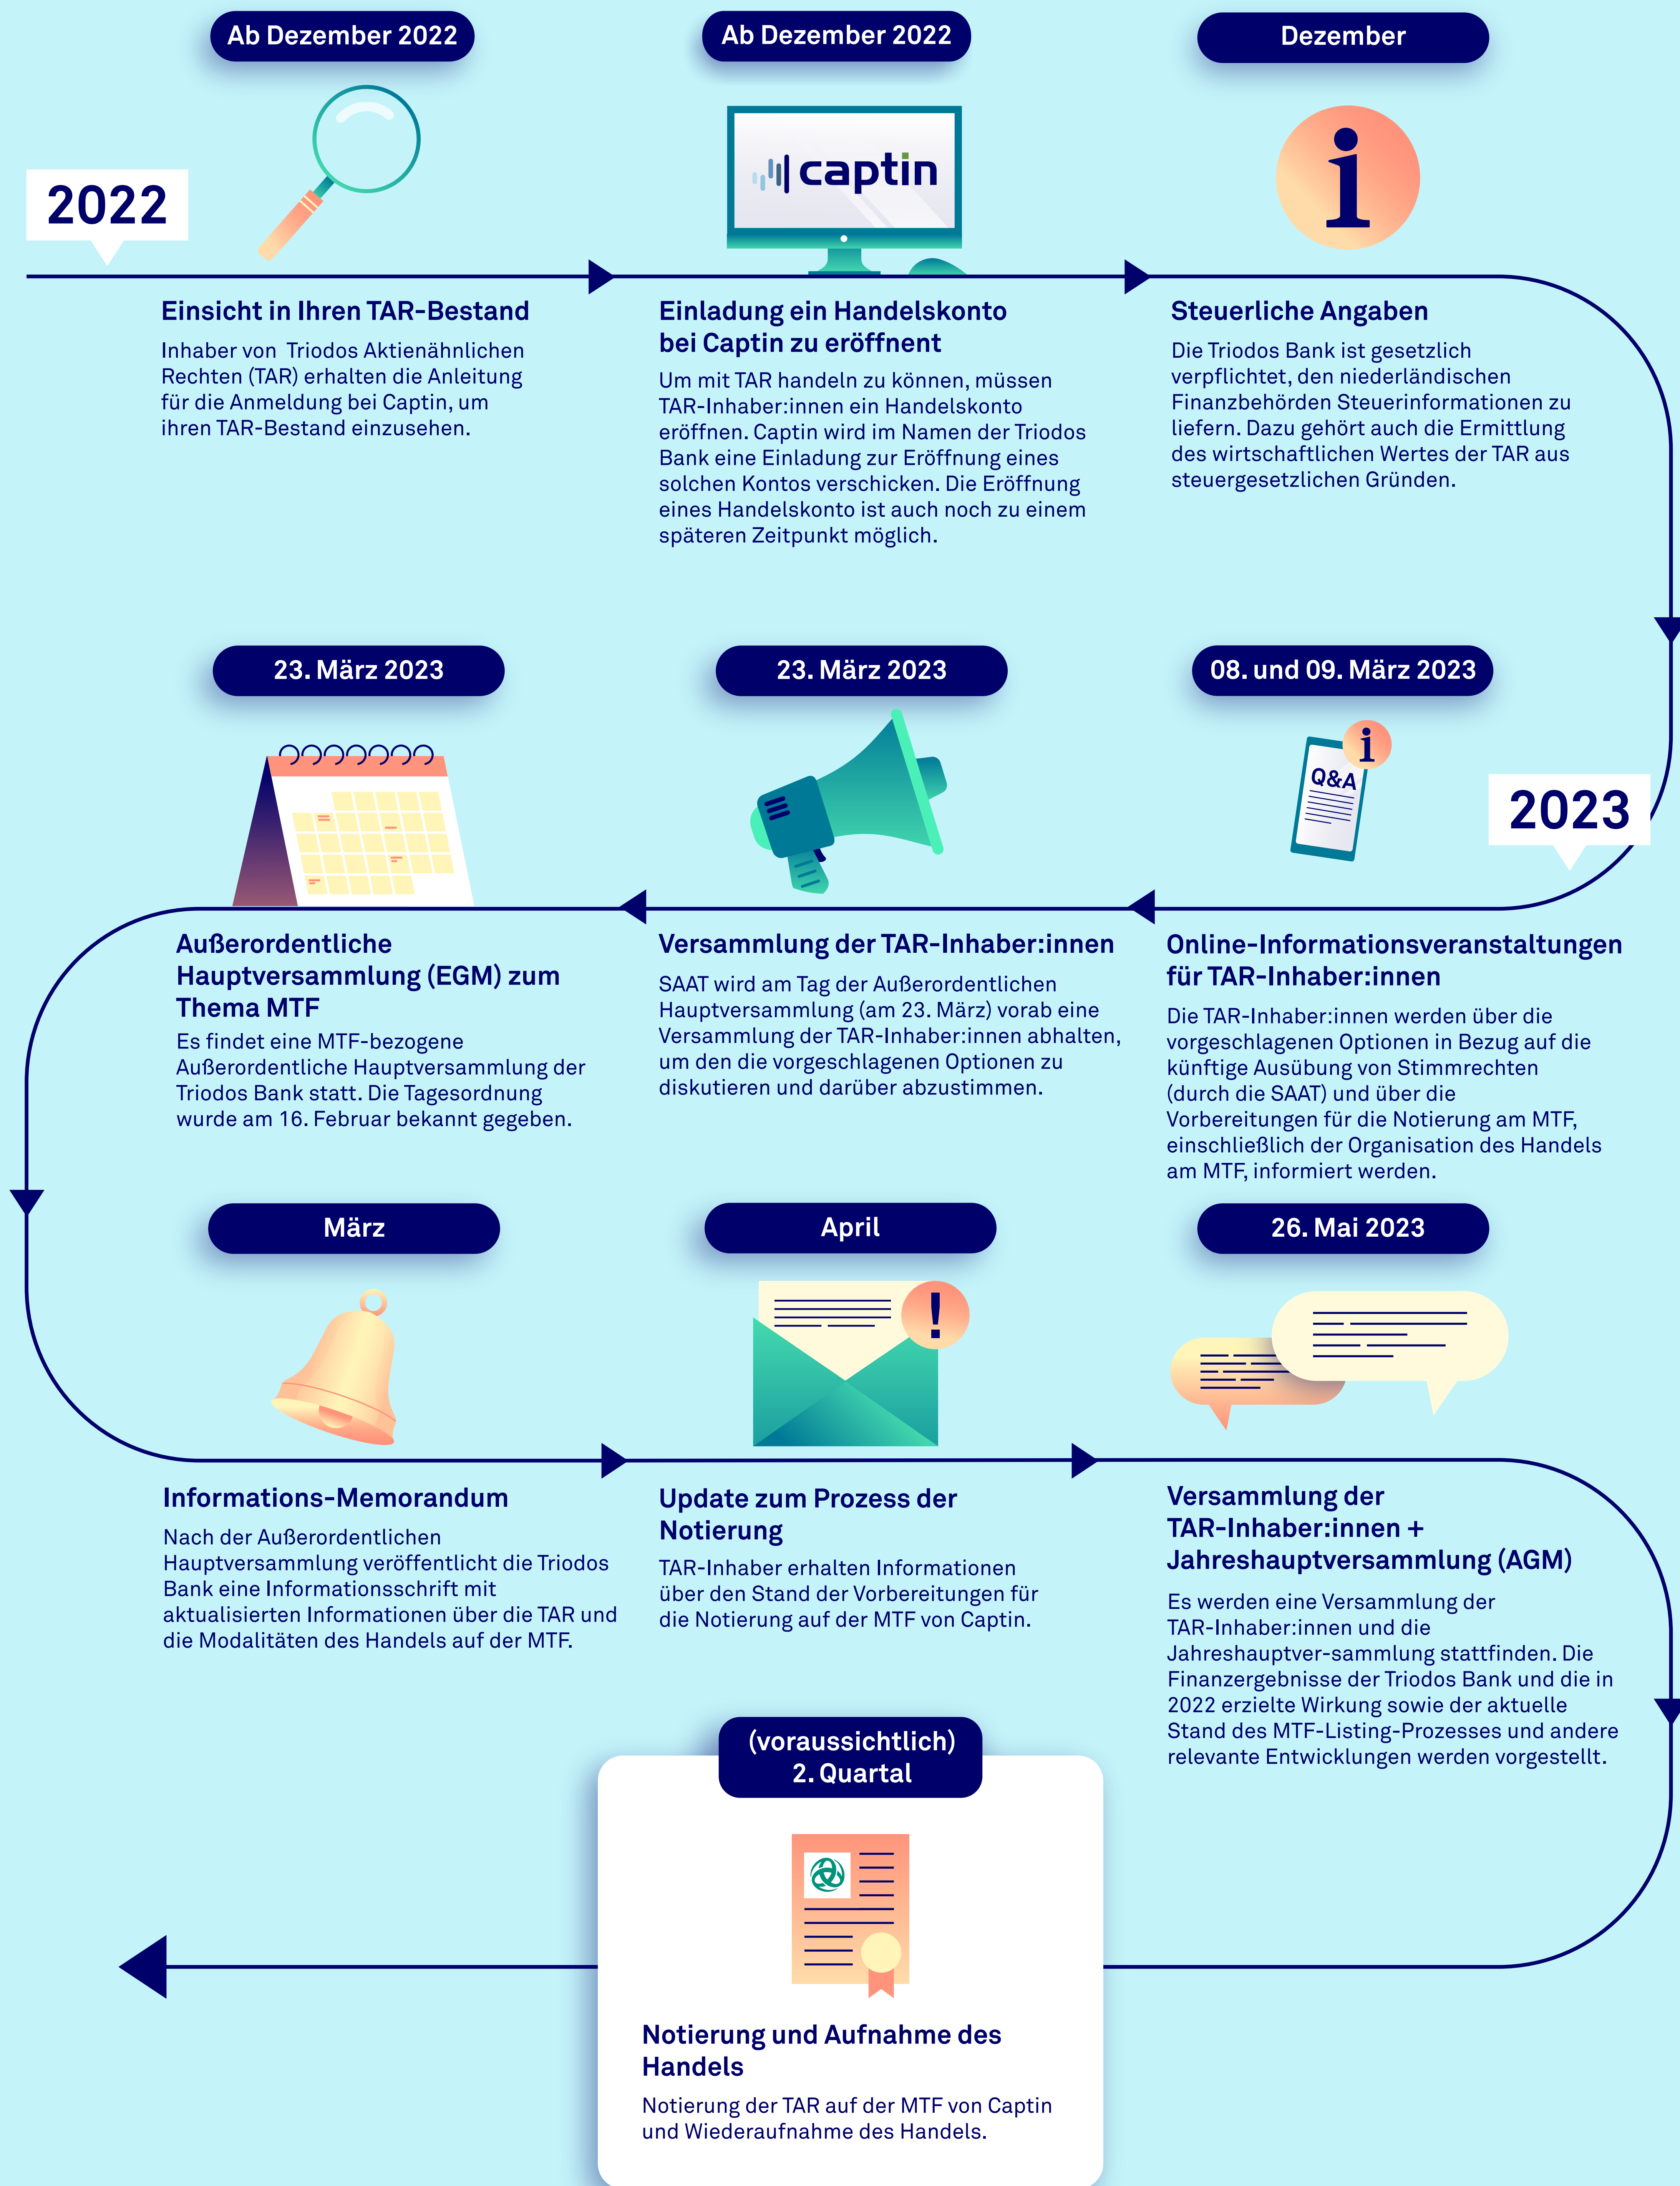 2022
Ab Dezember 2022
Einsicht in Ihren TAR-Bestand
Inhaber von Triodos Aktienähnlichen
Rechten (TAR) erhalten die Anleitung
für die Anmeldung bei Captin, um
ihren TAR-Bestand einzusehen.
Ab Dezember 2022
captin
Einladung ein Handelskonto
bei Captin zu eröffnent
Um mit TAR handeln zu können, müssen
TAR-Inhaber:innen ein Handelskonto
eröffnen. Captin wird im Namen der Triodos
Bank eine Einladung zur Eröffnung eines
solchen Kontos verschicken. Die Eröffnung
eines Handelskonto ist auch noch zu einem
späteren Zeitpunkt möglich.
Dezember
i
Steuerliche Angaben
Die Triodos Bank ist gesetzlich
verpflichtet, den niederländischen
Finanzbehörden Steuerinformationen zu
liefern. Dazu gehört auch die Ermittlung
des wirtschaftlichen Wertes der TAR aus
steuergesetzlichen Gründen.
2023
08. und 09. März 2023
i
Q&A
Online-Informationsveranstaltungen
für TAR-Inhaber:innen
Die TAR-Inhaber:innen werden über die
vorgeschlagenen Optionen in Bezug auf die
künftige Ausübung von Stimmrechten
(durch die SAAT) und über die
Vorbereitungen für die Notierung am MTF,
einschließlich der Organisation des Handels
am MTF, informiert werden.
23. März 2023
Versammlung der TAR-Inhaber:innen
SAAT wird am Tag der Außerordentlichen
Hauptversammlung (am 23. März) vorab eine
Versammlung der TAR-Inhaber:innen abhalten,
um den die vorgeschlagenen Optionen zu
diskutieren und darüber abzustimmen.
23. März 2023
Außerordentliche
Hauptversammlung (EGM) zum
Thema MTF
Es findet eine MTF-bezogene
Außerordentliche Hauptversammlung der
Triodos Bank statt. Die Tagesordnung
wurde am 16. Februar bekannt gegeben.
März
Informations-Memorandum
Nach der Außerordentlichen
Hauptversammlung veröffentlicht die Triodos
Bank eine Informationsschrift mit
aktualisierten Informationen über die TAR und
die Modalitäten des Handels auf der MTF.
April
!
Update zum Prozess der
Notierung
TAR-Inhaber erhalten Informationen
über den Stand der Vorbereitungen für
die Notierung auf der MTF von Captin.
26. Mai 2023
Versammlung der
TAR-Inhaber:innen +
Jahreshauptversammlung (AGM)
Es werden eine Versammlung der
TAR-Inhaber:innen und die
Jahreshauptver-sammlung stattfinden. Die
Finanzergebnisse der Triodos Bank und die in
2022 erzielte Wirkung sowie der aktuelle
Stand des MTF-Listing-Prozesses und andere
relevante Entwicklungen werden vorgestellt.
(voraussichtlich)
2. Quartal
Notierung und Aufnahme des
Handels
Notierung der TAR auf der MTF von Captin
und Wiederaufnahme des Handels.